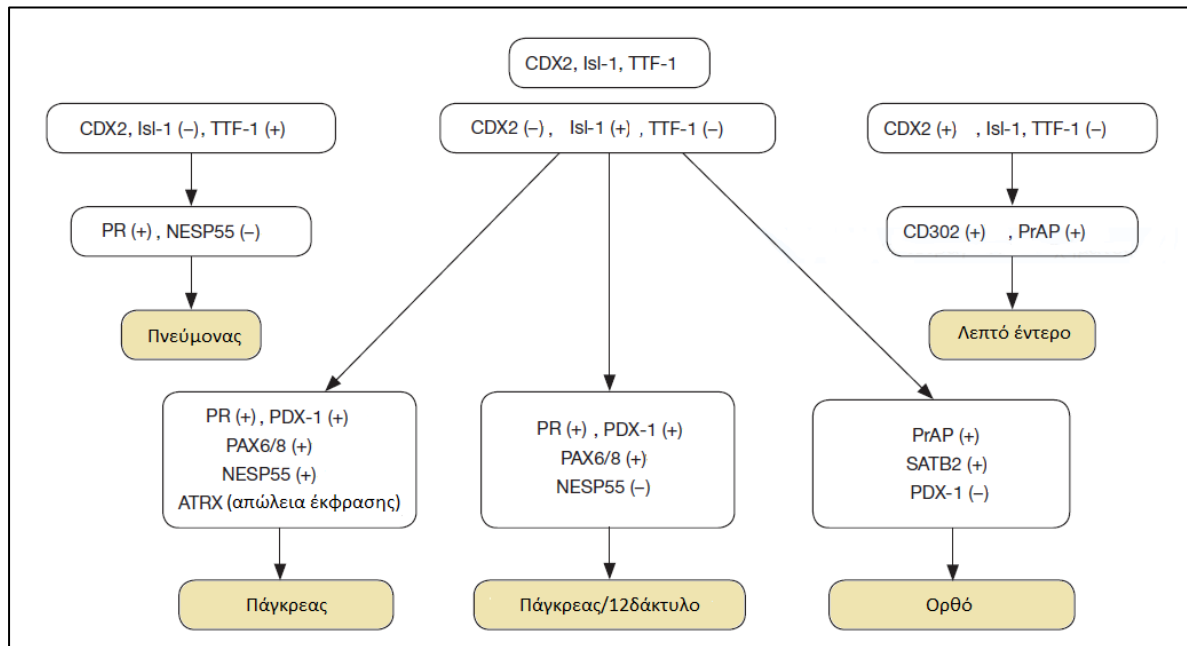 CDX2, Isl-1, TTF-1
CDX2, Isl-1 (–), TTF-1 (+)
CDX2 (–) , Isl-1 (+) , TTF-1 (–)
CDX2 (+) , Isl-1, TTF-1 (–)
PR (+) , NESP55 (–)
CD302 (+) , PrAP (+)
Πνεύμονας
Λεπτό έντερο
PR (+) , PDX-1 (+)
PAX6/8 (+)
NESP55 (+)
ATRX (απώλεια έκφρασης)
PR (+) , PDX-1 (+)
PAX6/8 (+)
NESP55 (–)
PrAP (+)
SATB2 (+)
PDX-1 (–)
Πάγκρεας
Πάγκρεας/12δάκτυλο
Ορθό